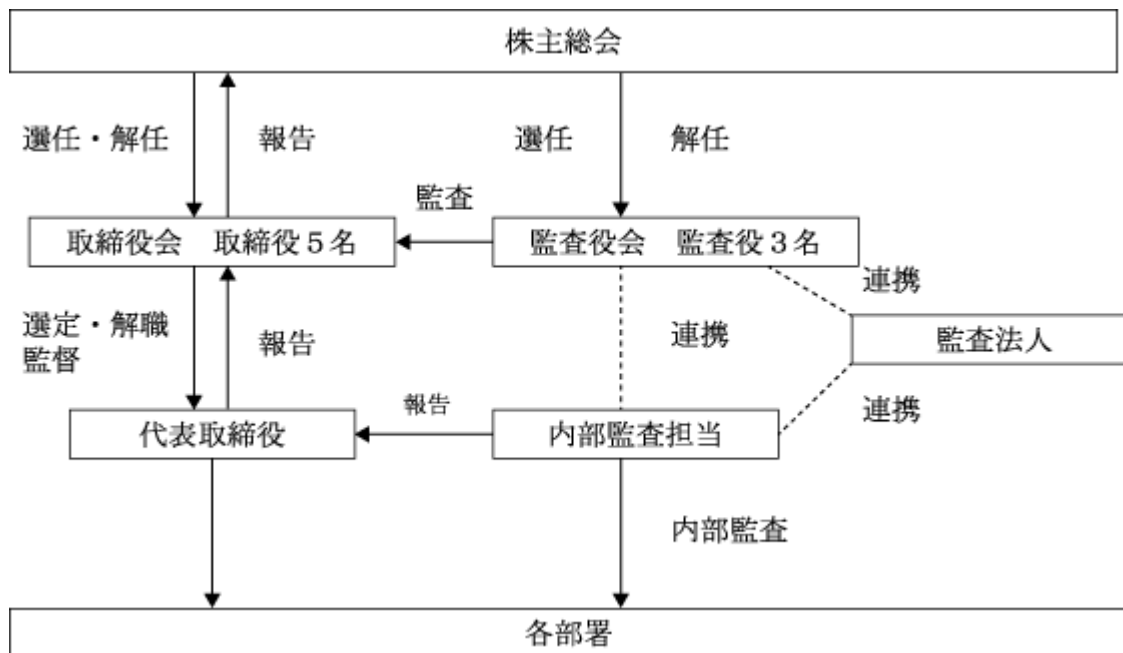 株主総会
選任・解任
報告
選任
解任
監査
取締役会　取締役５名
監査役会　監査役３名
連携
選定・解職
監督
報告
連携
監査法人
報告
連携
代表取締役
内部監査担当
内部監査
各部署